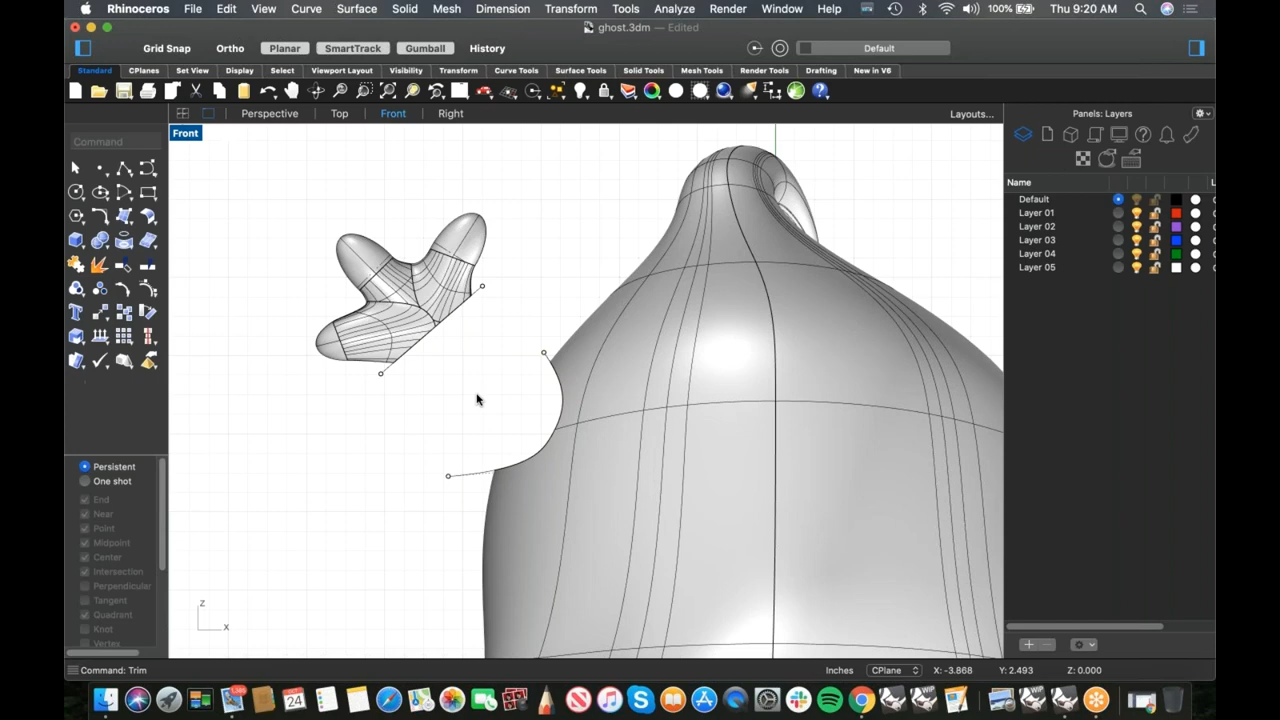 Rhinoceros File Edit View Curve Surface Solid Mesh Dimension Transform Tools Analyze Render Window Help 100% Thu 9:20 AM
ghost.3dm — Edited
Grid Snap Ortho Planar SmartTrack Gumball History Default
Standard CPlanes Set View Display Select Viewport Layout Visibility Transform Curve Tools Surface Tools Solid Tools Mesh Tools Render Tools Drafting New in V6
Perspective Top Front Right Layouts... Panels: Layers
Front
Command
Name
Default
Layer 01
Layer 02
Layer 03
Layer 04
Layer 05
Persistent
One shot
End
Near
Point
Midpoint
Center
Intersection
Perpendicular
Tangent
Quadrant
Knot
Vertex
Z
X
Command: Trim Inches CPlane X: -3.868 Y: 2.493 Z: 0.000
24